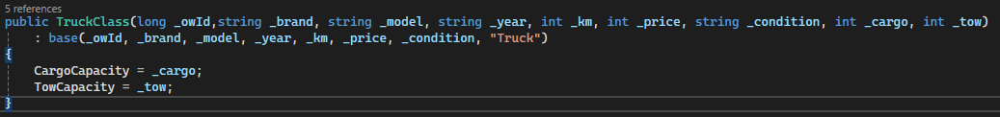 5 references
public TruckClass(long _owId,string _brand, string _model, string _year, int _km, int _price, string _condition, int _cargo, int _tow)
: base(_owId, _brand, _model, _year, _km, _price, _condition, "Truck")
{
CargoCapacity = _cargo;
TowCapacity = _tow;
}